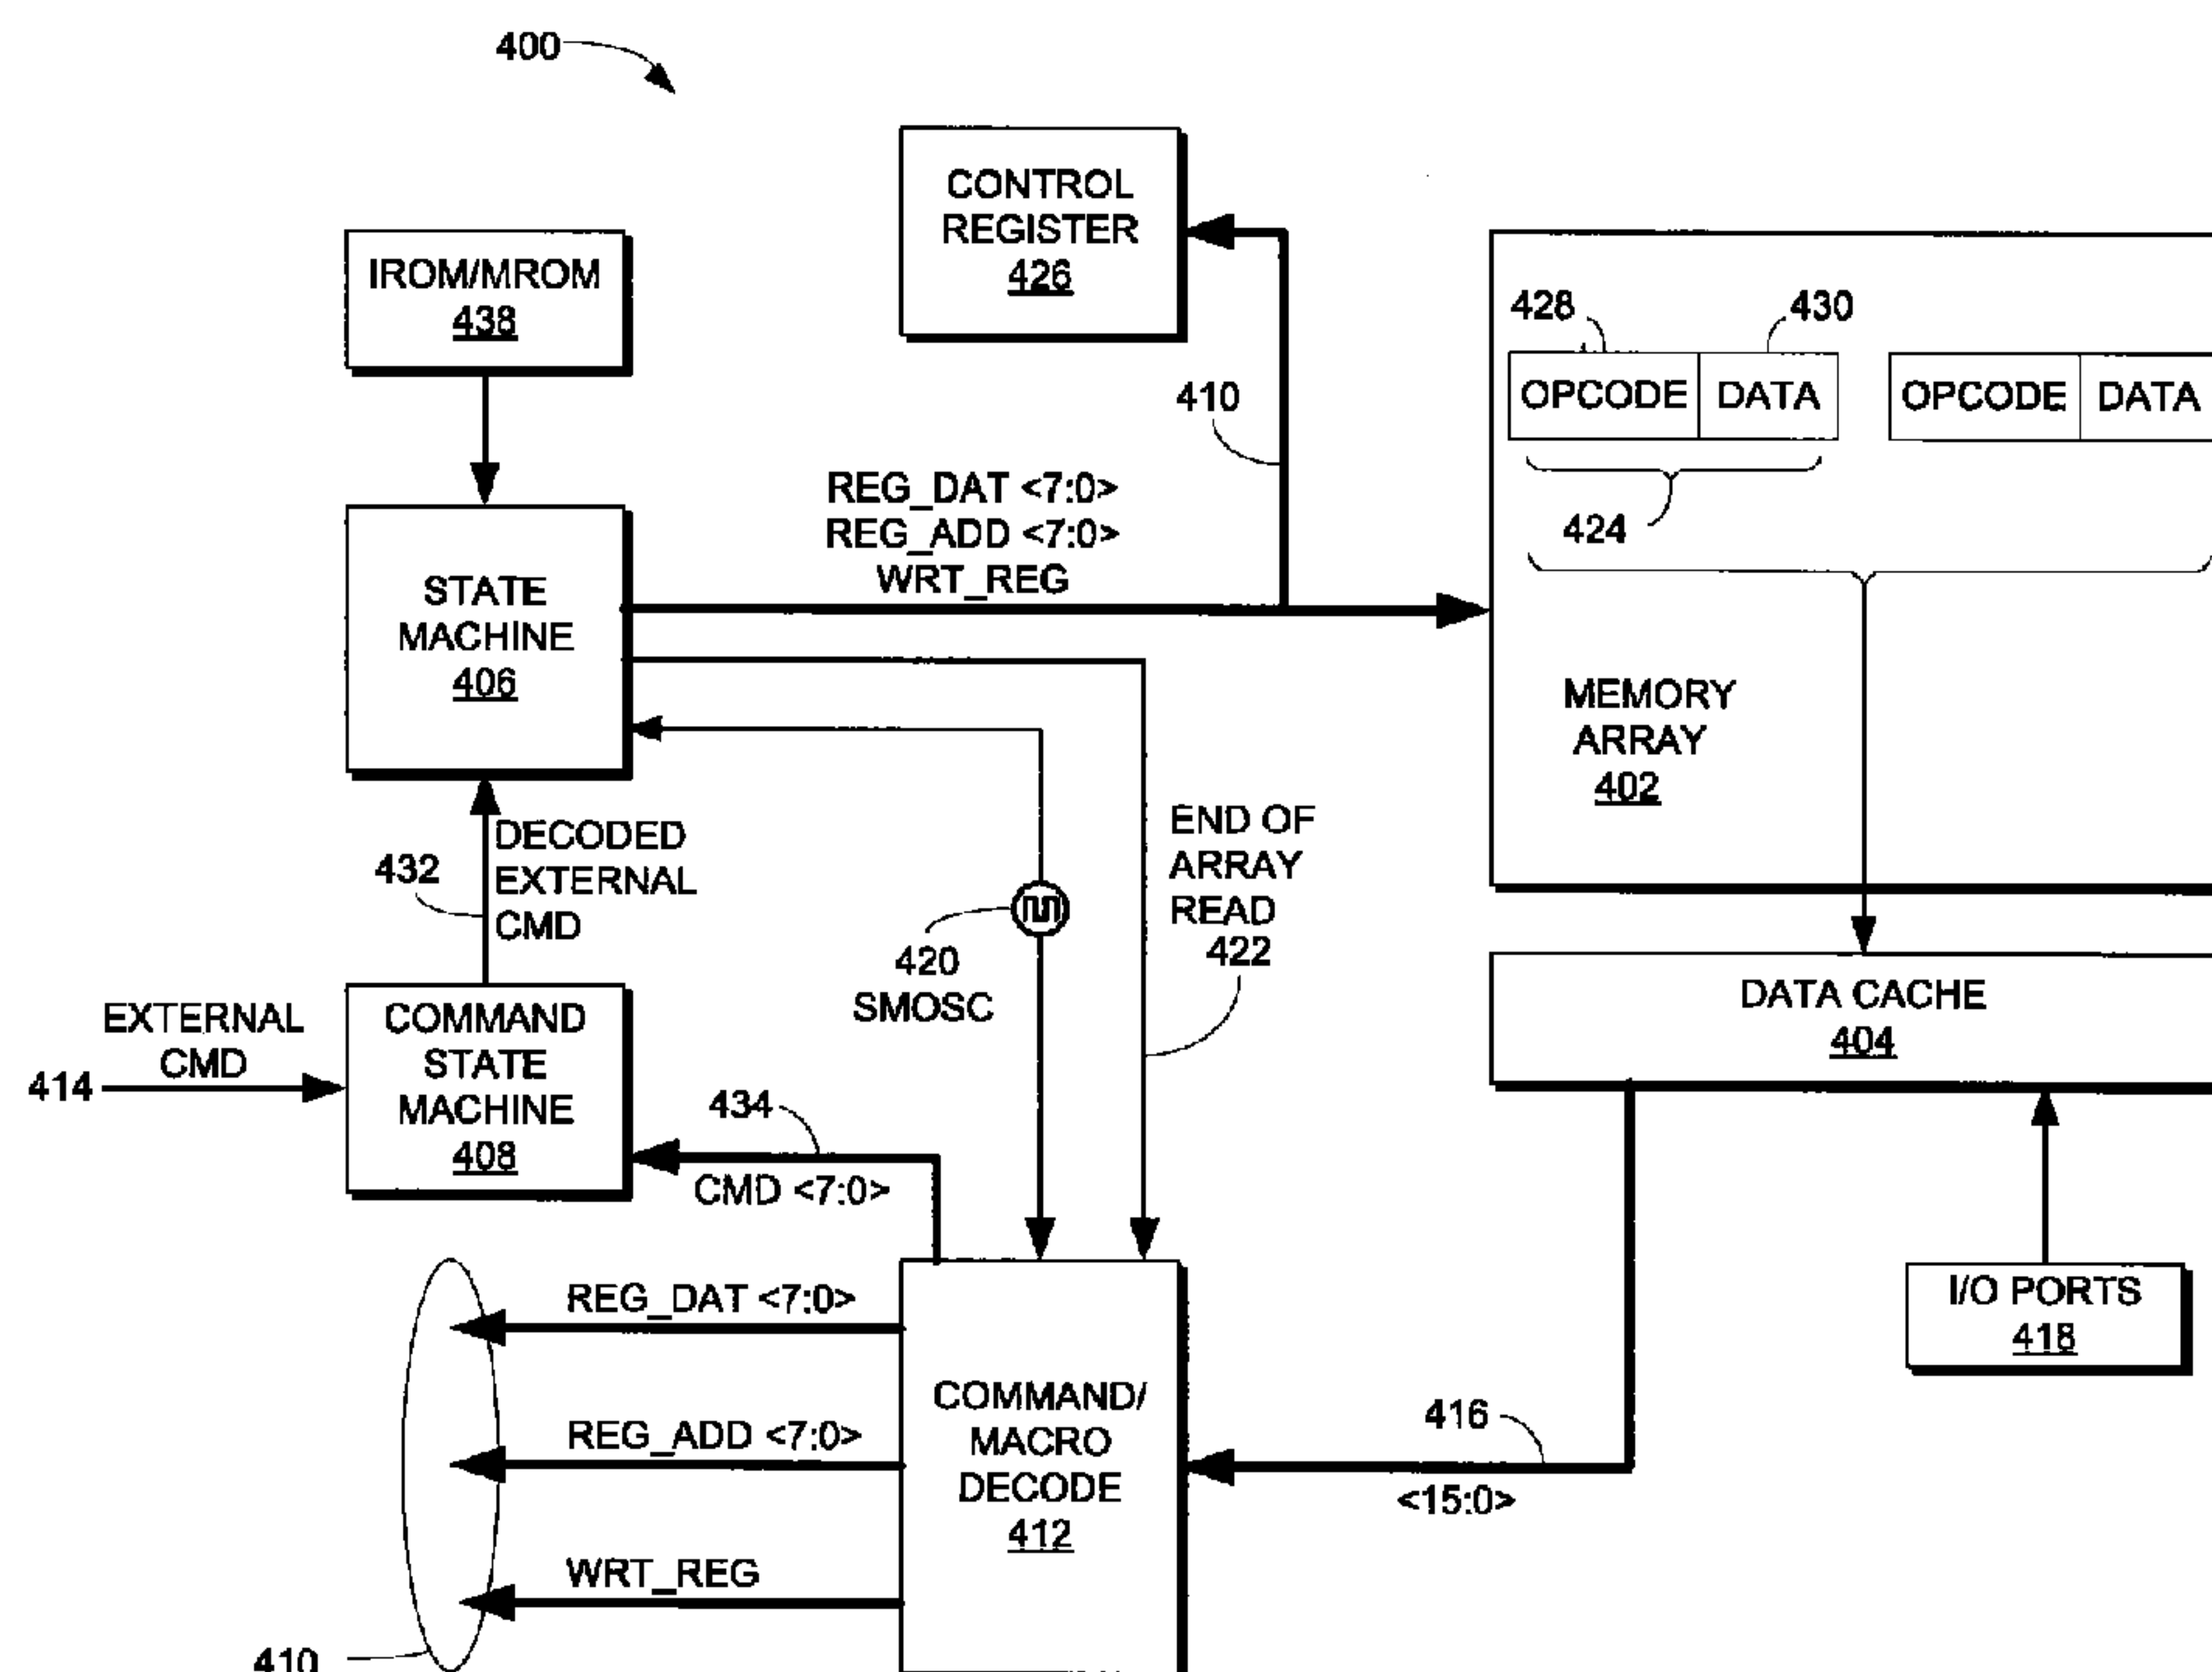 400
CONTROL
REGISTER
426
IROM/MROM
438
428
430
OPCODE DATA
OPCODE DATA
424
410
REG_DAT <7:0>
REG_ADD <7:0>
WRT_REG
STATE
MACHINE
406
MEMORY
ARRAY
402
DECODED
EXTERNAL
CMD
432
END OF
ARRAY
READ
422
420
SMOSC
DATA CACHE
404
EXTERNAL
CMD
414
COMMAND
STATE
MACHINE
408
434
CMD <7:0>
I/O PORTS
418
REG_DAT <7:0>
REG_ADD <7:0>
WRT_REG
COMMAND/
MACRO
DECODE
412
416
<15:0>
410